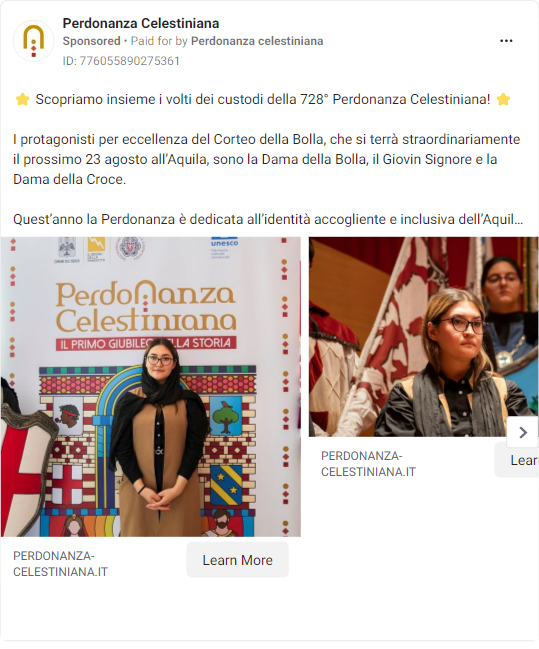 Perdonanza Celestiniana
Sponsored • Paid for by Perdonanza celestiniana
ID: 776055890275361
⭐ Scopriamo insieme i volti dei custodi della 728° Perdonanza Celestiniana! ⭐
I protagonisti per eccellenza del Corteo della Bolla, che si terrà straordinariamente
il prossimo 23 agosto all’Aquila, sono la Dama della Bolla, il Giovin Signore e la
Dama della Croce.
Quest’anno la Perdonanza è dedicata all’identità accogliente e inclusiva dell’Aquil...
unesco
PerdoNanza
Celestiniana
IL PRIMO GIUBILEO DELLA STORIA
PERDONANZA-
CELESTINIANA.IT
Learn More
PERDONANZA-
CELESTINIANA.IT
Lear